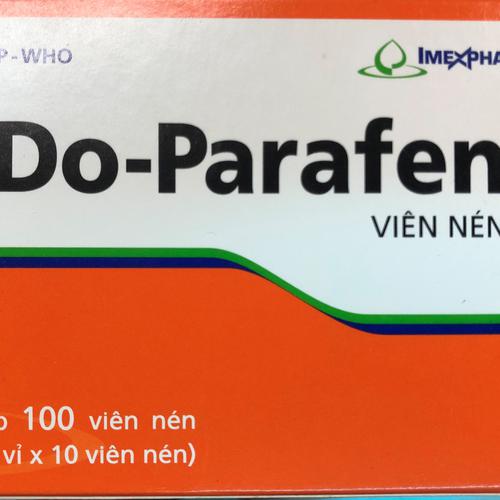 P-WHO
IMEXPHA
Do-Parafen
VIÊN NÉN
100 viên nén
vỉ x 10 viên nén)